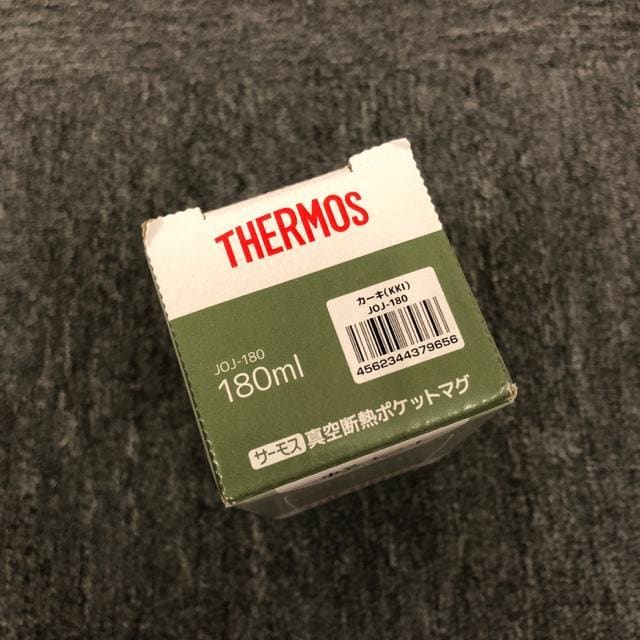 THERMOS
カーキ(KKI)
JOJ-180
4562344379656
JOJ-180
180ml
サーモス 真空断熱ポケットマグ